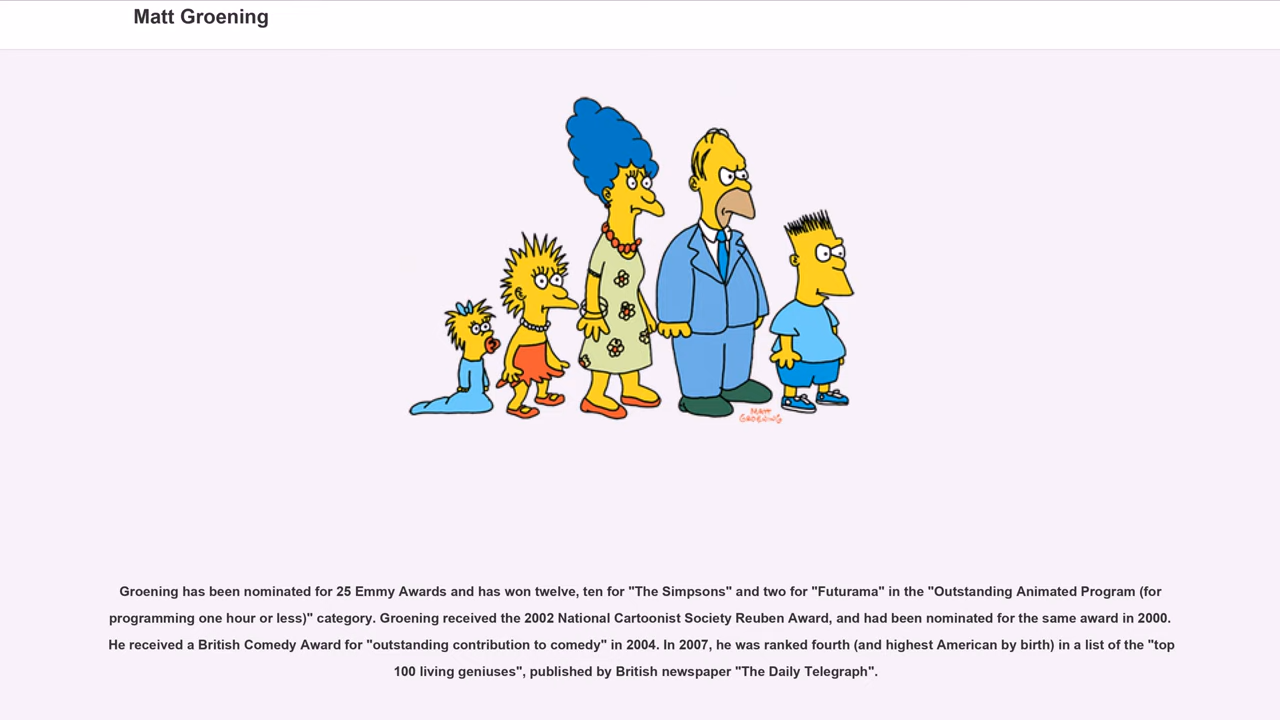 Matt Groening
MATT
GROENING
Groening has been nominated for 25 Emmy Awards and has won twelve, ten for "The Simpsons" and two for "Futurama" in the "Outstanding Animated Program (for
programming one hour or less)" category. Groening received the 2002 National Cartoonist Society Reuben Award, and had been nominated for the same award in 2000.
He received a British Comedy Award for "outstanding contribution to comedy" in 2004. In 2007, he was ranked fourth (and highest American by birth) in a list of the "top
100 living geniuses", published by British newspaper "The Daily Telegraph".